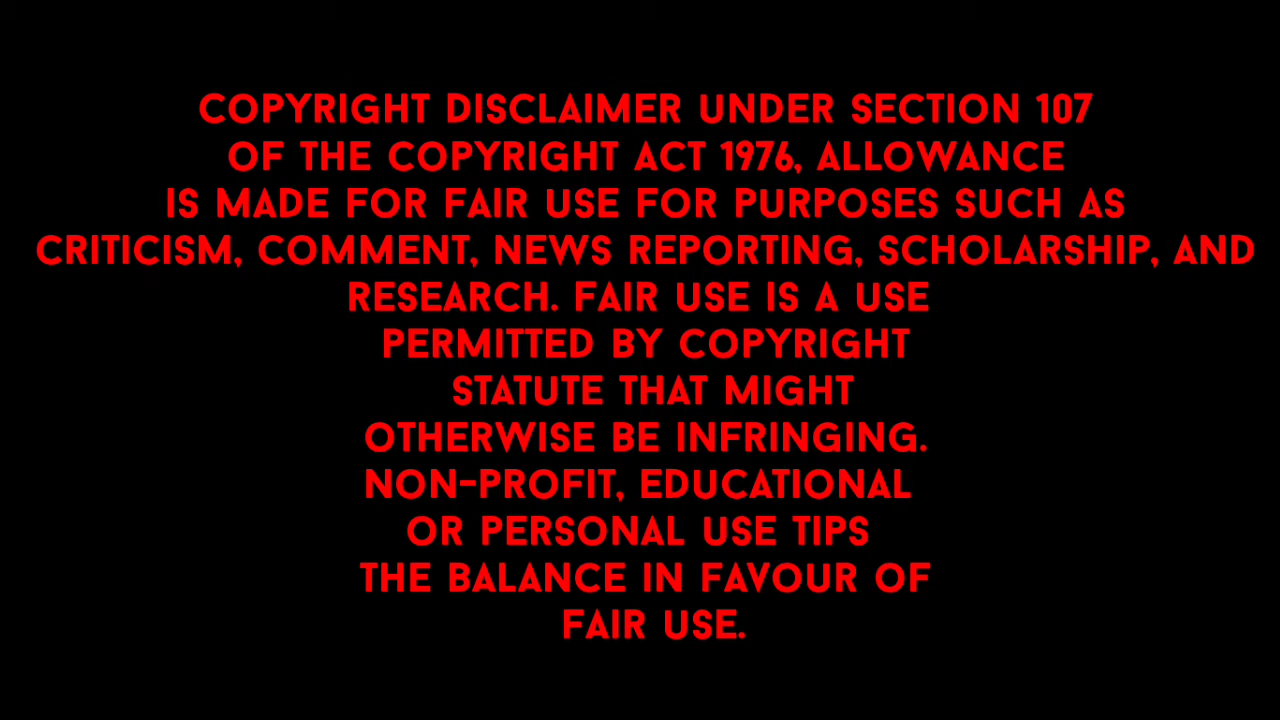 COPYRIGHT DISCLAIMER UNDER SECTION 107
OF THE COPYRIGHT ACT 1976, ALLOWANCE
IS MADE FOR FAIR USE FOR PURPOSES SUCH AS
CRITICISM, COMMENT, NEWS REPORTING, SCHOLARSHIP, AND
RESEARCH. FAIR USE IS A USE
PERMITTED BY COPYRIGHT
STATUTE THAT MIGHT
OTHERWISE BE INFRINGING.
NON-PROFIT, EDUCATIONAL
OR PERSONAL USE TIPS
THE BALANCE IN FAVOUR OF
FAIR USE.